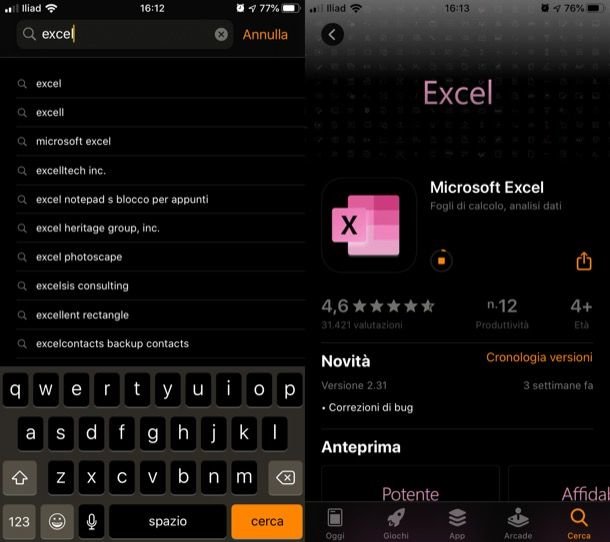 Iliad 16:12 77%
excel Annulla
excel
excell
microsoft excel
excelltech inc.
excel notepad s blocco per appunti
excel heritage group, inc.
excel photoscape
excelsis consulting
excellent rectangle
excelcontacts backup contacts
q w e r t y u i o p
a s d f g h j k l
z x c v b n m
123 spazio cerca
Iliad 16:13 76%
Excel
X
Microsoft Excel
Fogli di calcolo, analisi dati
4,6 n.12 4+
31.421 valutazioni Produttività Età
Novità Cronologia versioni
Versione 2.31 3 settimane fa
• Correzioni di bug
Anteprima
Potente Affidal
Oggi Giochi App Arcade Cerca